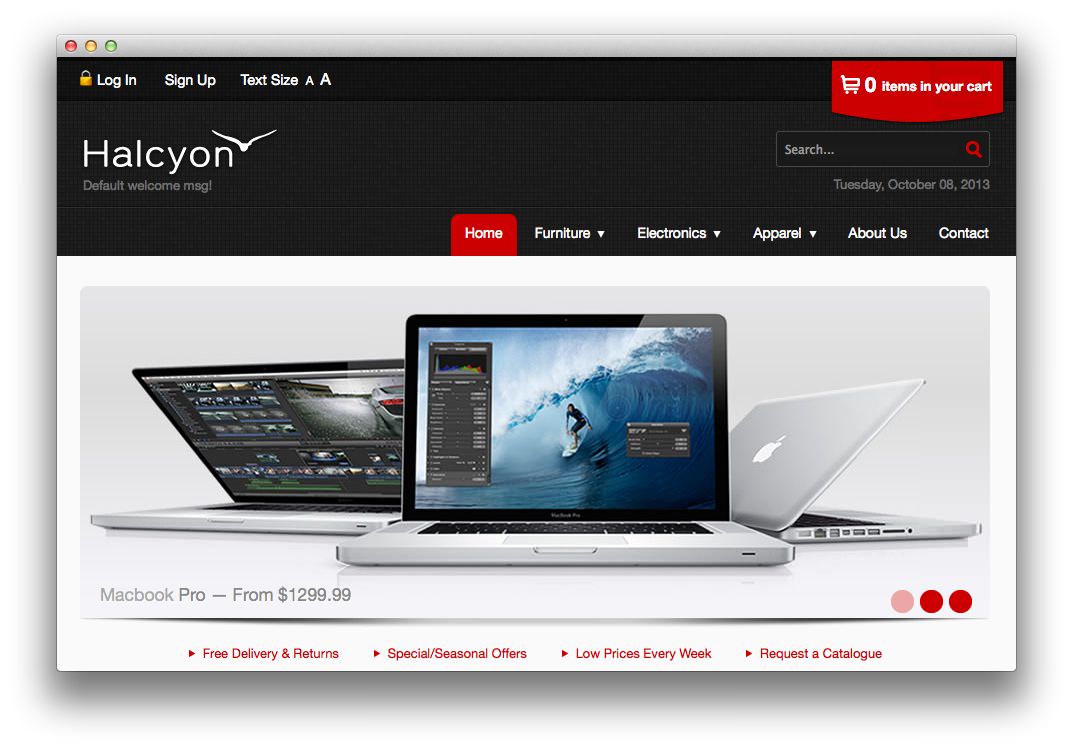 Log In Sign Up Text Size A A
0 items in your cart
Halcyon
Default welcome msg!
Search...
Tuesday, October 08, 2013
Home Furniture ▼ Electronics ▼ Apparel ▼ About Us Contact
MacBook Pro
Macbook Pro — From $1299.99
Free Delivery & Returns Special/Seasonal Offers Low Prices Every Week Request a Catalogue